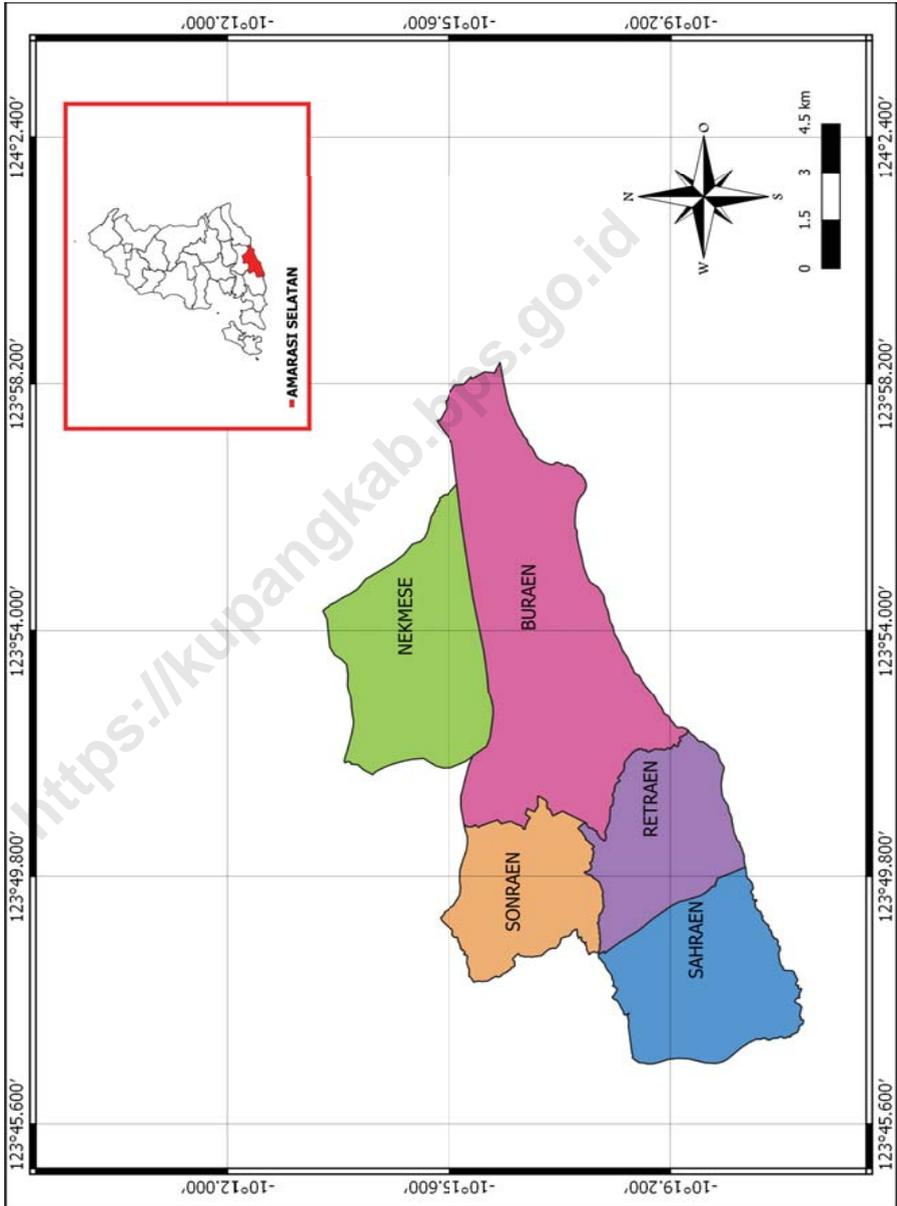 123°45.600′
123°49.800′
123°54.000′
123°58.200′
124°2.400′
-10°12.000′
-10°12.000′
-10°15.600′
-10°15.600′
-10°19.200′
-10°19.200′
AMARASI SELATAN
NEKMESE
BURAEN
SONRAEN
RETRAEN
SAHRAEN
N
W
O
S
0 1.5 3 4.5 km
123°45.600′
123°49.800′
123°54.000′
123°58.200′
124°2.400′
https://kupangkab.bps.go.id